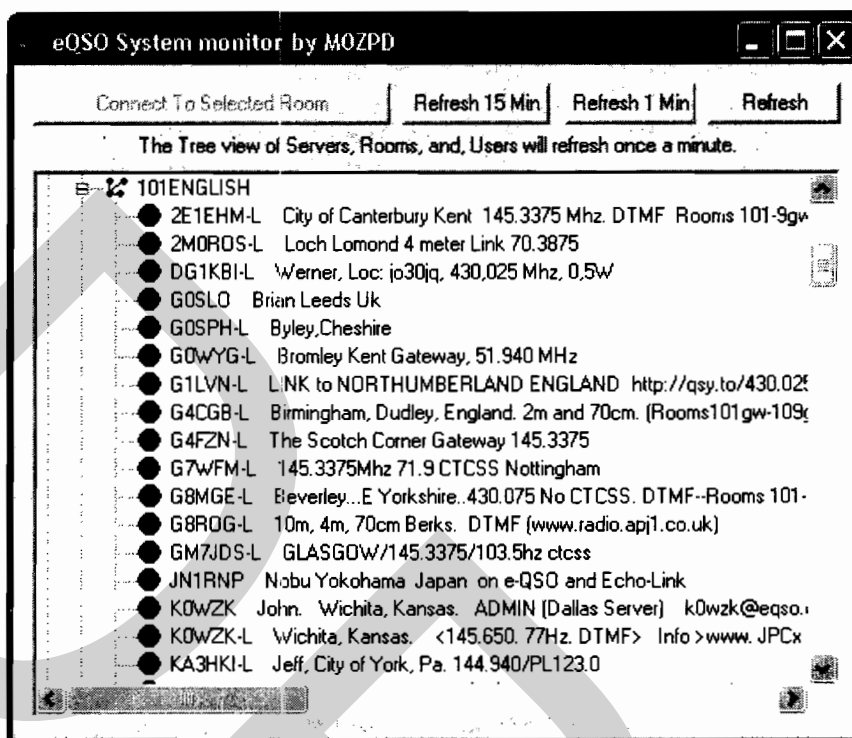 eQSO System monitor by M0ZPD
Connect To Selected Room Refresh 15 Min Refresh 1 Min Refresh
The Tree view of Servers, Rooms, and, Users will refresh once a minute.
101ENGLISH
2E1EHM-L City of Canterbury Kent 145.3375 Mhz. DTMF Rooms 101-9gw
2M0ROS-L Loch Lomond 4 meter Link 70.3875
DG1KBI-L Werner, Loc: jo30jq, 430,025 Mhz, 0,5W
G0SLO Brian Leeds Uk
G0SPH-L Byley,Cheshire
G0WYG-L Bromley Kent Gateway, 51.940 MHz
G1LVN-L LINK to NORTHUMBERLAND ENGLAND http://qsy.to/430.025
G4CGB-L Birmingham, Dudley, England. 2m and 70cm. (Rooms101gw-109g
G4FZN-L The Scotch Corner Gateway 145.3375
G7WFM-L 145.3375Mhz 71.9 CTCSS Nottingham
G8MGE-L Beverley...E Yorkshire..430.075 No CTCSS. DTMF--Rooms 101-
G8ROG-L 10m, 4m, 70cm Berks. DTMF (www.radio.apj1.co.uk)
GM7JDS-L GLASGOW/145.3375/103.5hz ctcss
JN1RNP Nobu Yokohama Japan on e-QSO and Echo-Link
K0WZK John. Wichita, Kansas. ADMIN (Dallas Server) k0wzk@eqso.
K0WZK-L Wichita, Kansas. <145.650. 77Hz. DTMF> Info >www. JPCx
KA3HKI-L Jeff, City of York, Pa. 144.940/PL123.0